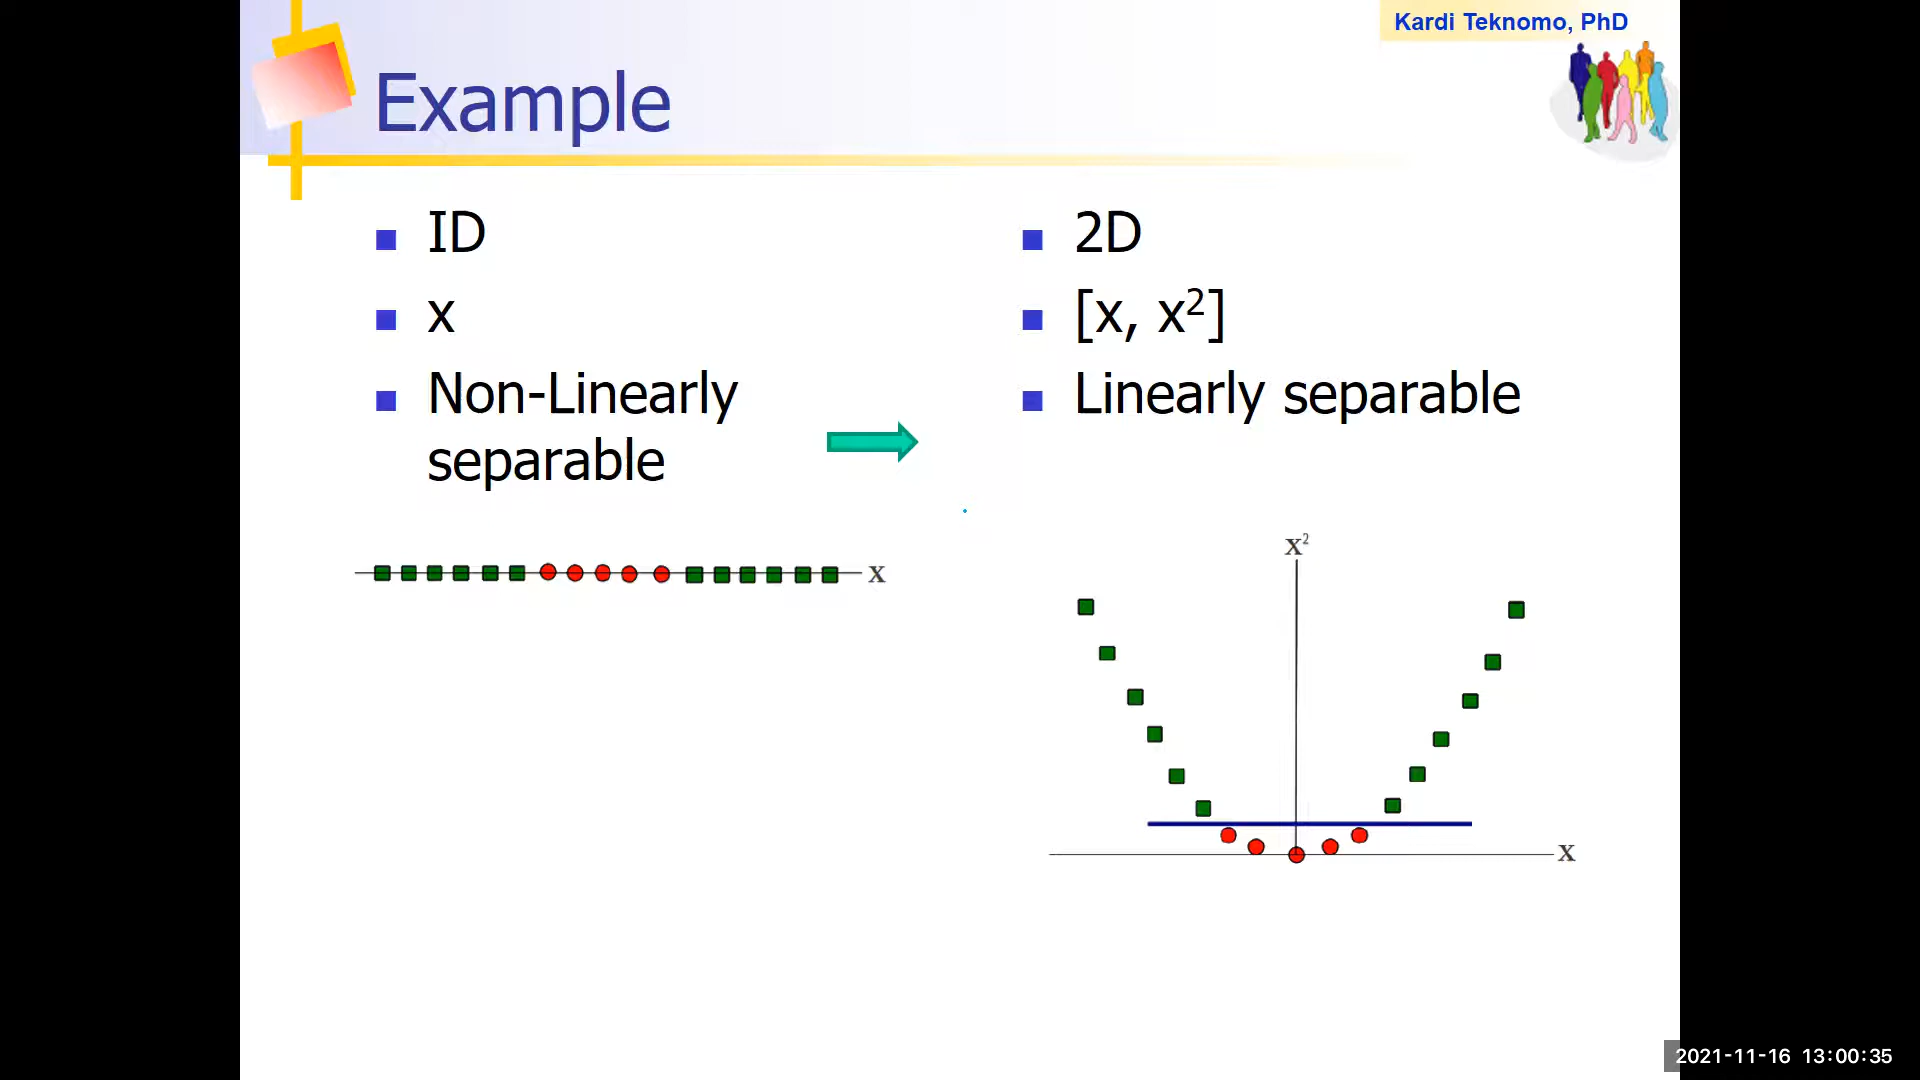 Kardi Teknomo, PhD
Example
ID
x
Non-Linearly
separable
2D
[x, x²]
Linearly separable
x
x²
x
2021-11-16 13:00:35